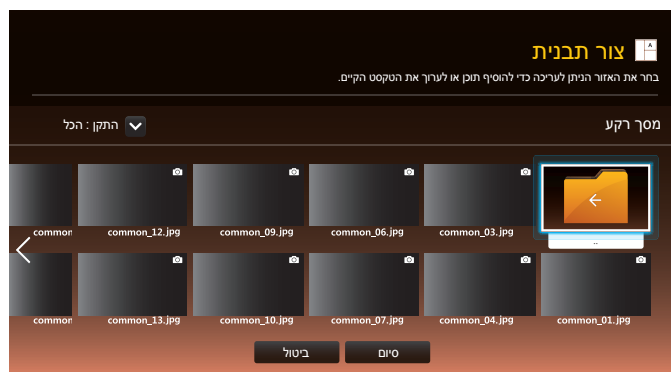 צור תבנית
בחר את האזור הניתן לעריכה כדי להוסיף תוכן או לערוך את הטקסט הקיים.
מסך רקע
התקן : הכל
..
common_03.jpg
common_06.jpg
common_09.jpg
common_12.jpg
common
common_01.jpg
common_04.jpg
common_07.jpg
common_10.jpg
common_13.jpg
common
סיום
ביטול